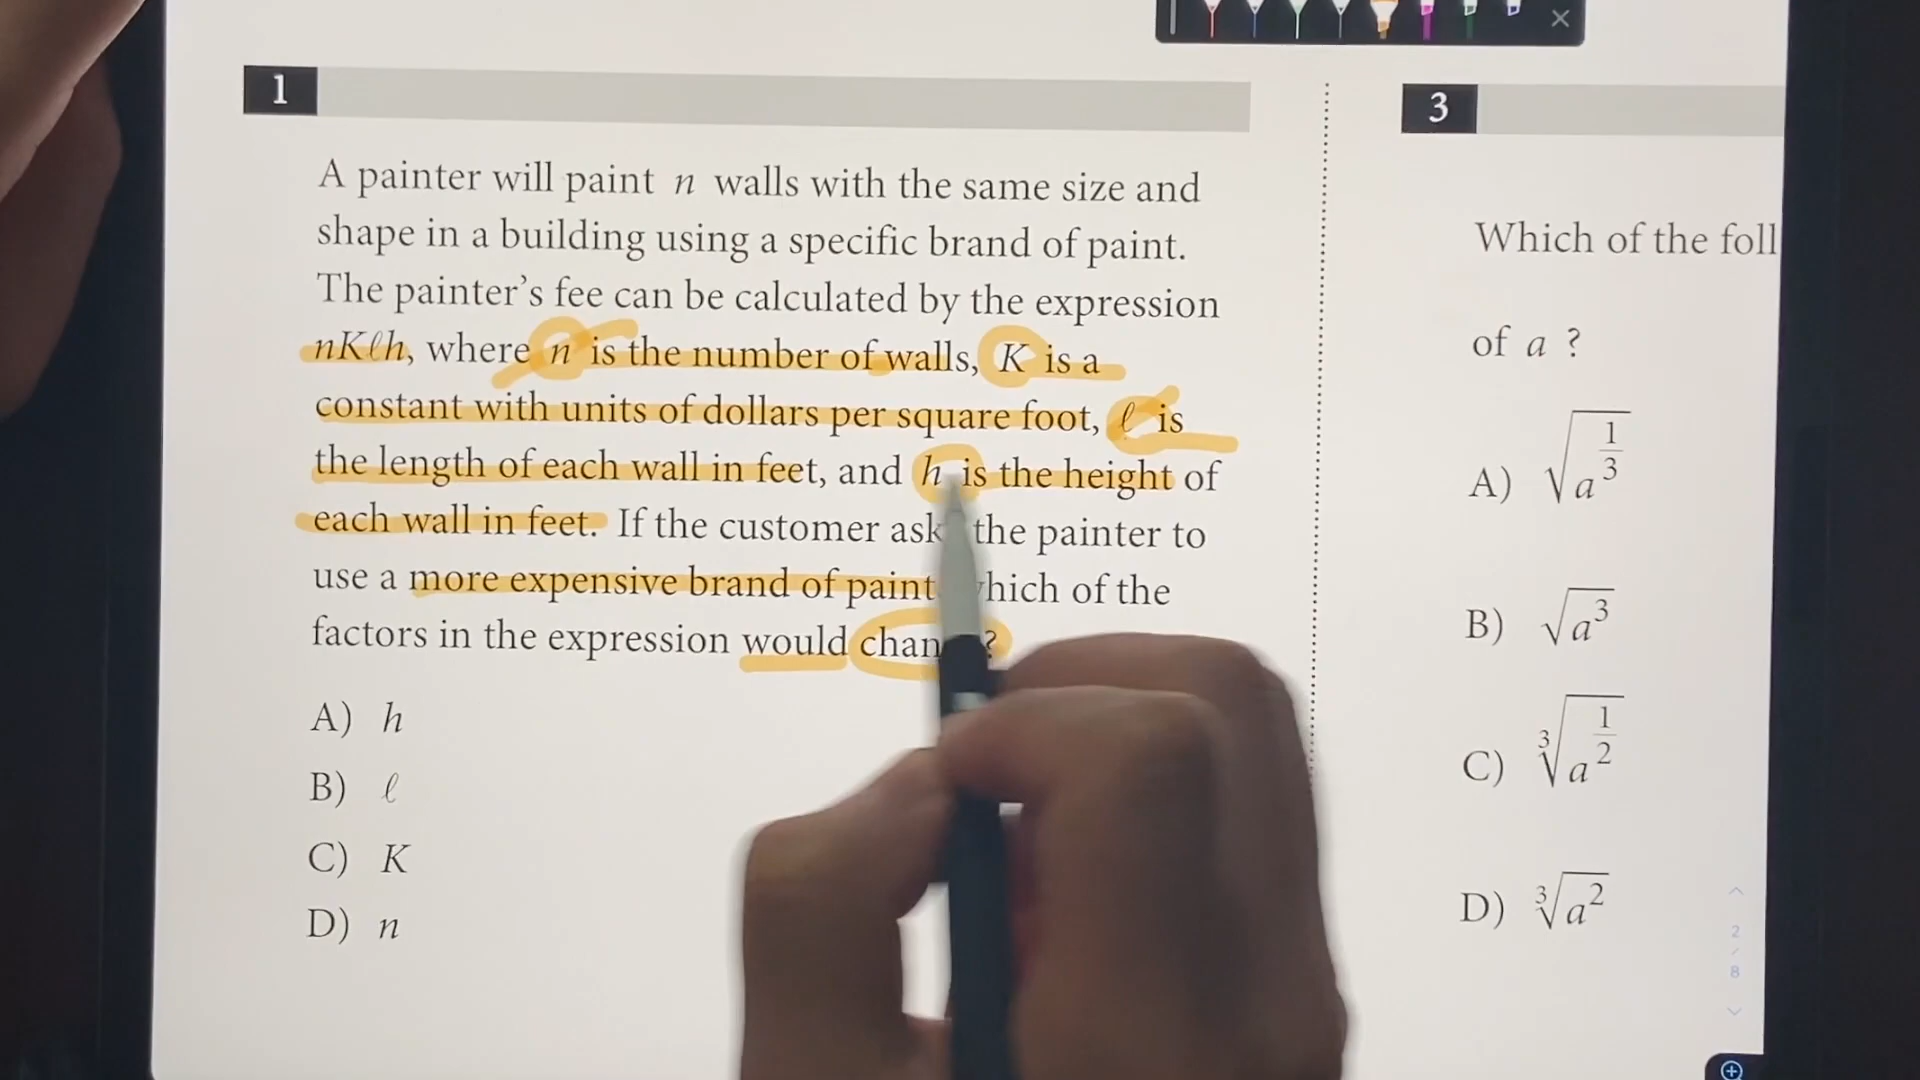 1
A painter will paint n walls with the same size and
shape in a building using a specific brand of paint.
The painter's fee can be calculated by the expression
nKℓh, where n is the number of walls, K is a
constant with units of dollars per square foot, ℓ is
the length of each wall in feet, and h is the height of
each wall in feet. If the customer ask the painter to
use a more expensive brand of paint hich of the
factors in the expression would chan ?
A) h
B) ℓ
C) K
D) n
3
Which of the foll
of a ?
A) √a^(1/3)
B) √a³
C) ∛a^(1/2)
D) ∛a²
2
/
8